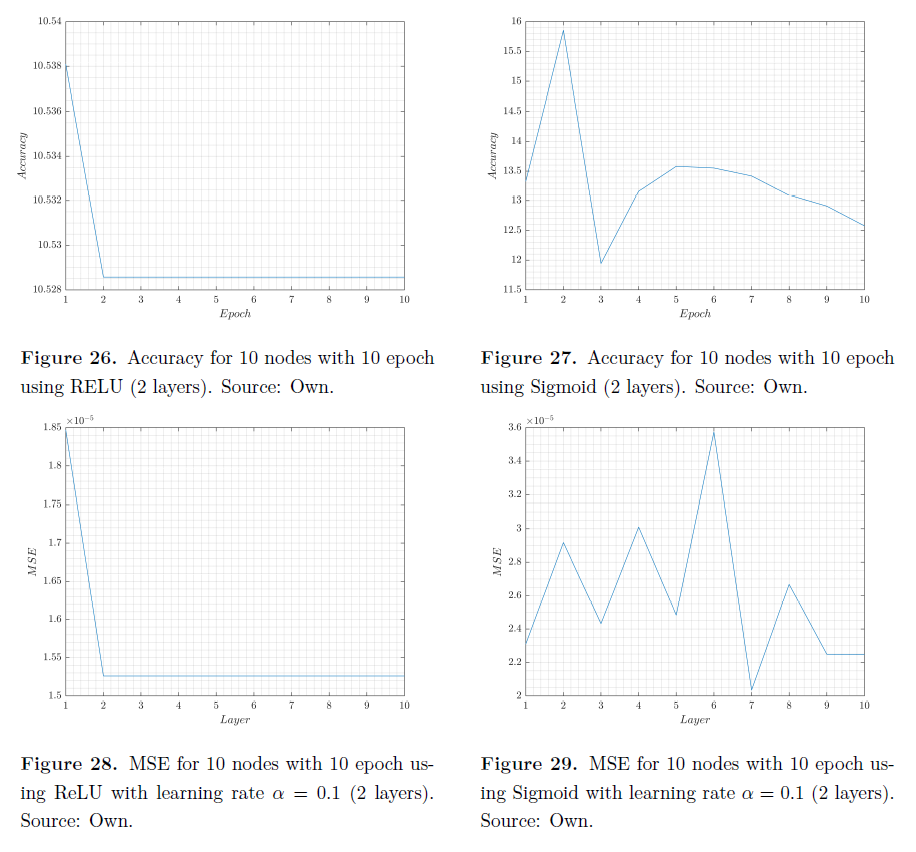 10.54
10.538
10.536
10.534
10.532
10.53
10.528
Accuracy
1 2 3 4 5 6 7 8 9 10
Epoch
16
15.5
15
14.5
14
13.5
13
12.5
12
11.5
Accuracy
1 2 3 4 5 6 7 8 9 10
Epoch
Figure 26. Accuracy for 10 nodes with 10 epoch
using RELU (2 layers). Source: Own.
Figure 27. Accuracy for 10 nodes with 10 epoch
using Sigmoid (2 layers). Source: Own.
×10⁻⁵
1.85
1.8
1.75
1.7
1.65
1.6
1.55
1.5
MSE
1 2 3 4 5 6 7 8 9 10
Layer
×10⁻⁵
3.6
3.4
3.2
3
2.8
2.6
2.4
2.2
2
MSE
1 2 3 4 5 6 7 8 9 10
Layer
Figure 28. MSE for 10 nodes with 10 epoch us-
ing ReLU with learning rate α = 0.1 (2 layers).
Source: Own.
Figure 29. MSE for 10 nodes with 10 epoch us-
ing Sigmoid with learning rate α = 0.1 (2 layers).
Source: Own.